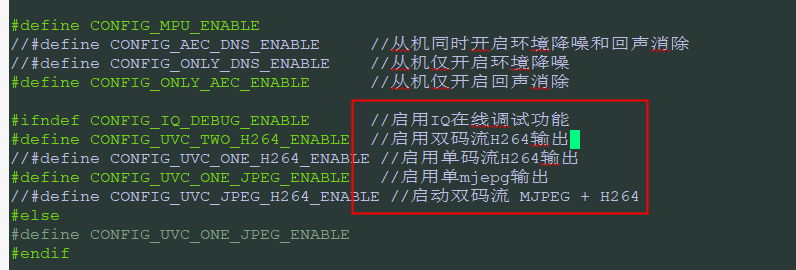 #define CONFIG_MPU_ENABLE
//#define CONFIG_AEC_DNS_ENABLE //从机同时开启环境降噪和回声消除
//#define CONFIG_ONLY_DNS_ENABLE //从机仅开启环境降噪
#define CONFIG_ONLY_AEC_ENABLE //从机仅开启回声消除
#ifndef CONFIG_IQ_DEBUG_ENABLE //启用IQ在线调试功能
#define CONFIG_UVC_TWO_H264_ENABLE //启用双码流H264输出
//#define CONFIG_UVC_ONE_H264_ENABLE //启用单码流H264输出
#define CONFIG_UVC_ONE_JPEG_ENABLE //启用单mjepg输出
//#define CONFIG_UVC_JPEG_H264_ENABLE //启动双码流 MJPEG + H264
#else
#define CONFIG_UVC_ONE_JPEG_ENABLE
#endif